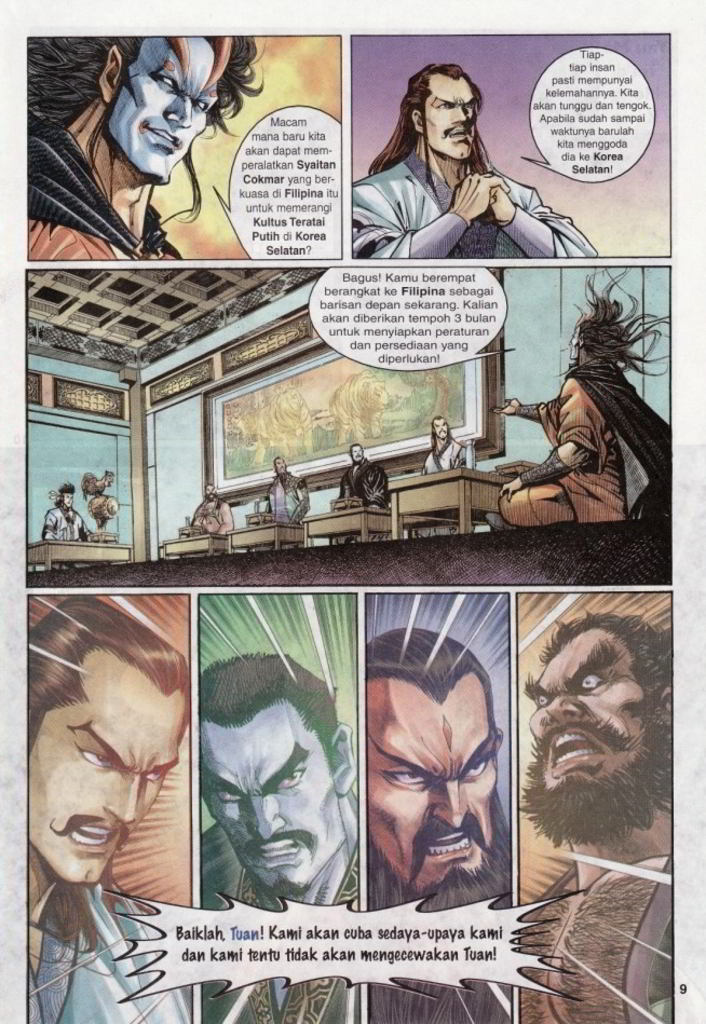 Macam
mana baru kita
akan dapat mem-
peralatkan Syaitan
Cokmar yang ber-
kuasa di Filipina itu
untuk memerangi
Kultus Teratai
Putih di Korea
Selatan?
Tiap-
tiap insan
pasti mempunyai
kelemahannya. Kita
akan tunggu dan tengok.
Apabila sudah sampai
waktunya barulah
kita menggoda
dia ke Korea
Selatan!
Bagus! Kamu berempat
berangkat ke Filipina sebagai
barisan depan sekarang. Kalian
akan diberikan tempoh 3 bulan
untuk menyiapkan peraturan
dan persediaan yang
diperlukan!
Baiklah, Tuan! Kami akan cuba sedaya-upaya kami
dan kami tentu tidak akan mengecewakan Tuan!
9